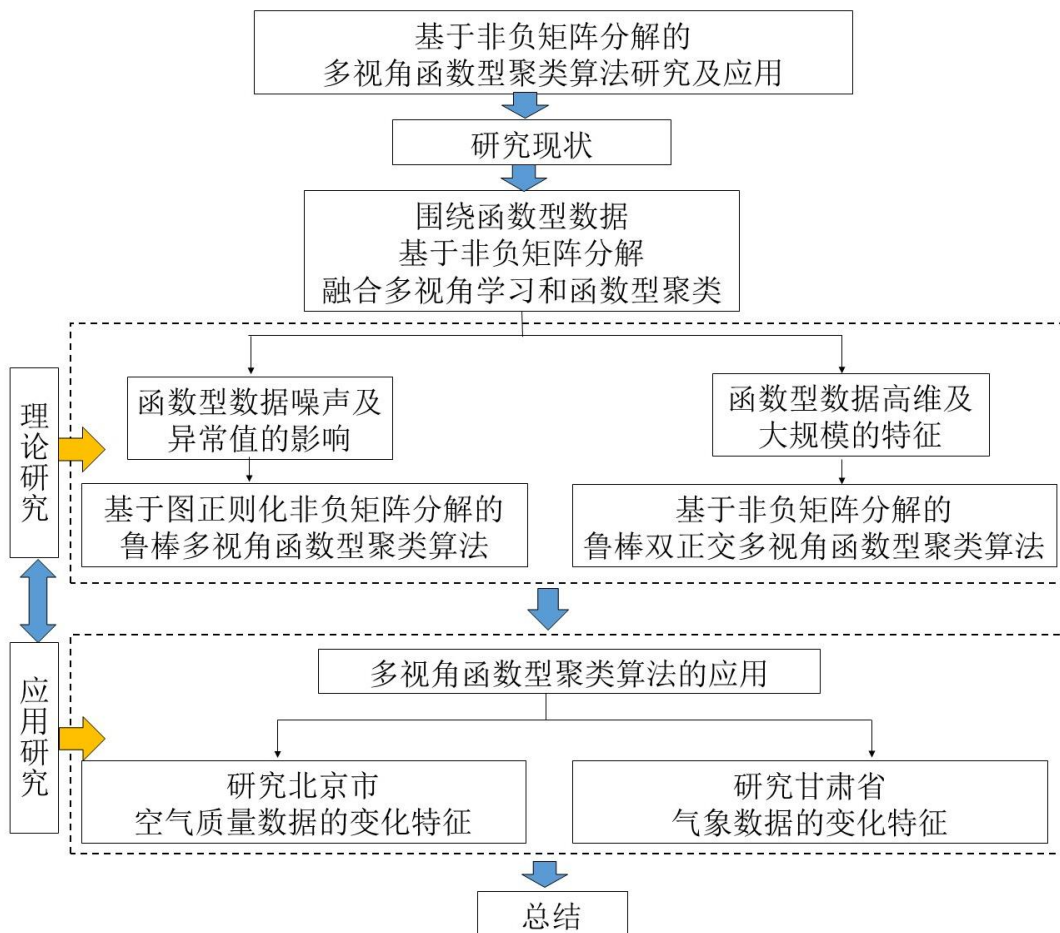 基于非负矩阵分解的
多视角函数型聚类算法研究及应用
研究现状
围绕函数型数据
基于非负矩阵分解
融合多视角学习和函数型聚类
理论研究
函数型数据噪声及
异常值的影响
函数型数据高维及
大规模的特征
基于图正则化非负矩阵分解的
鲁棒多视角函数型聚类算法
基于非负矩阵分解的
鲁棒双正交多视角函数型聚类算法
应用研究
多视角函数型聚类算法的应用
研究北京市
空气质量数据的变化特征
研究甘肃省
气象数据的变化特征
总结